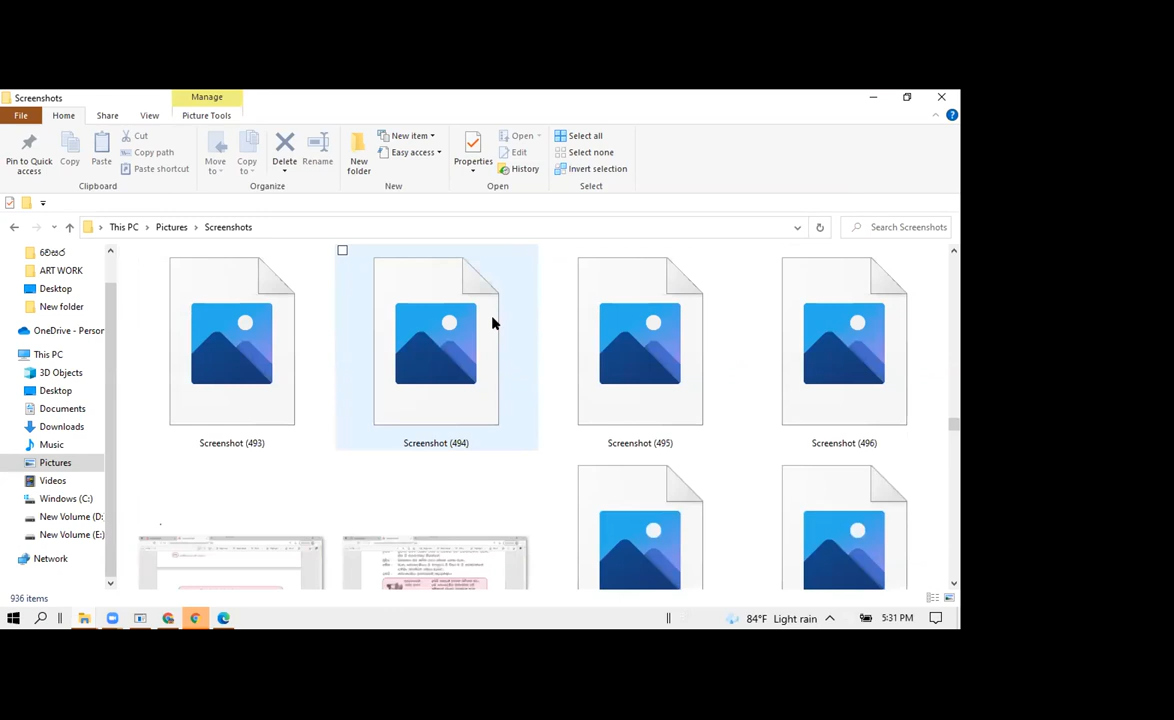 Screenshots
Manage
File
Home
Share
View
Picture Tools
Pin to Quick access
Copy
Paste
Cut
Copy path
Paste shortcut
Clipboard
Move to
Copy to
Delete
Rename
Organize
New folder
New item
Easy access
New
Properties
Open
Edit
History
Open
Select all
Select none
Invert selection
Select
This PC > Pictures > Screenshots
Search Screenshots
ART WORK
Desktop
New folder
OneDrive - Person
This PC
3D Objects
Desktop
Documents
Downloads
Music
Pictures
Videos
Windows (C:)
New Volume (D:
New Volume (E:)
Network
Screenshot (493)
Screenshot (494)
Screenshot (495)
Screenshot (496)
936 items
84°F Light rain
5:31 PM